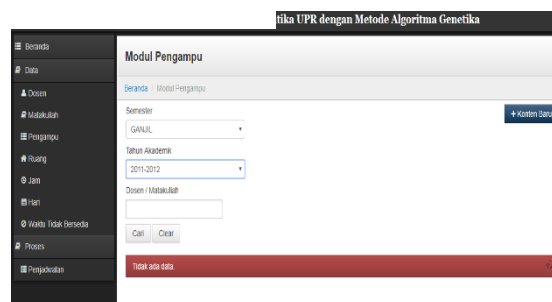 tika UPR dengan Metode Algoritma Genetika
Beranda
Data
Dosen
Matakuliah
Pengampu
Ruang
Jam
Hari
Waktu Tidak Bersedia
Proses
Penjadwalan
Modul Pengampu
Beranda / Modul Pengampu
Semester
+ Konten Baru
GANJIL
Tahun Akademik
2011-2012
Dosen / Matakuliah
Cari Clear
Tidak ada data.